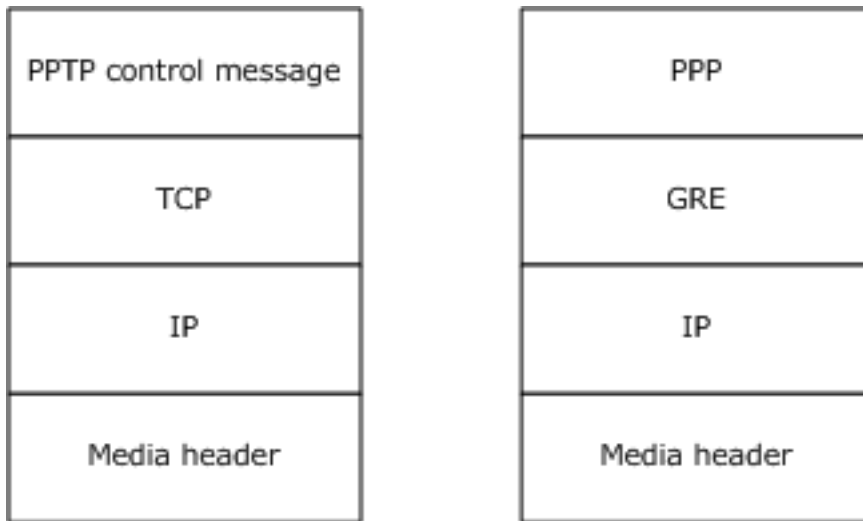 PPTP control message
TCP
IP
Media header
PPP
GRE
IP
Media header